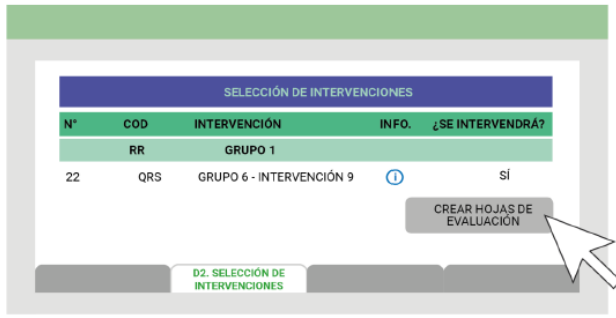 SELECCIÓN DE INTERVENCIONES
N° COD INTERVENCIÓN INFO. ¿SE INTERVENDRÁ?
RR GRUPO 1
22 QRS GRUPO 6 - INTERVENCIÓN 9 i SÍ
CREAR HOJAS DE
EVALUACIÓN
D2. SELECCIÓN DE
INTERVENCIONES